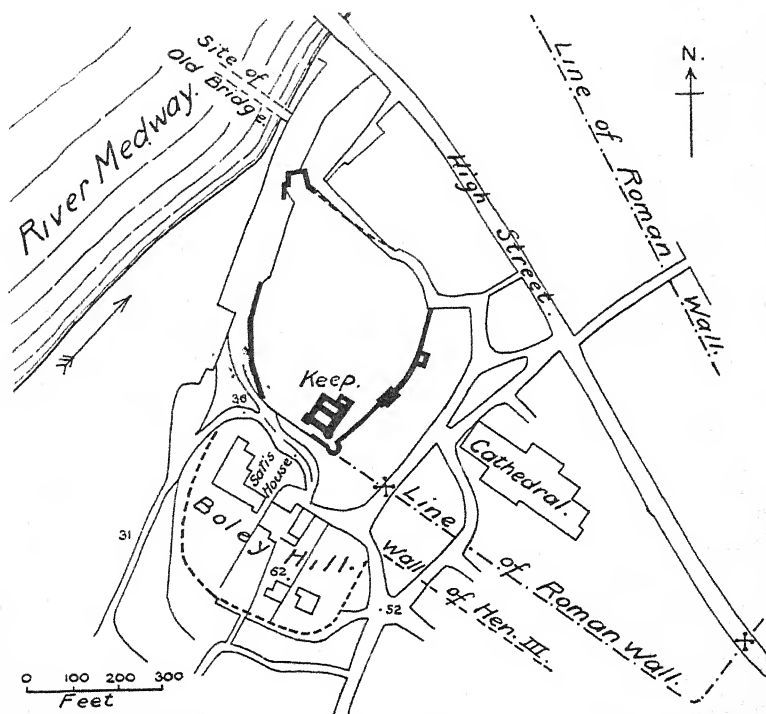 Site of
Old Bridge.
River Medway.
High Street.
Line of Roman Wall.
N.
Keep.
36
Satis
House.
Boley Hill.
31
62.
.52
Cathedral.
Line of Roman Wall.
Wall of Hen. III.
0 100 200 300
Feet